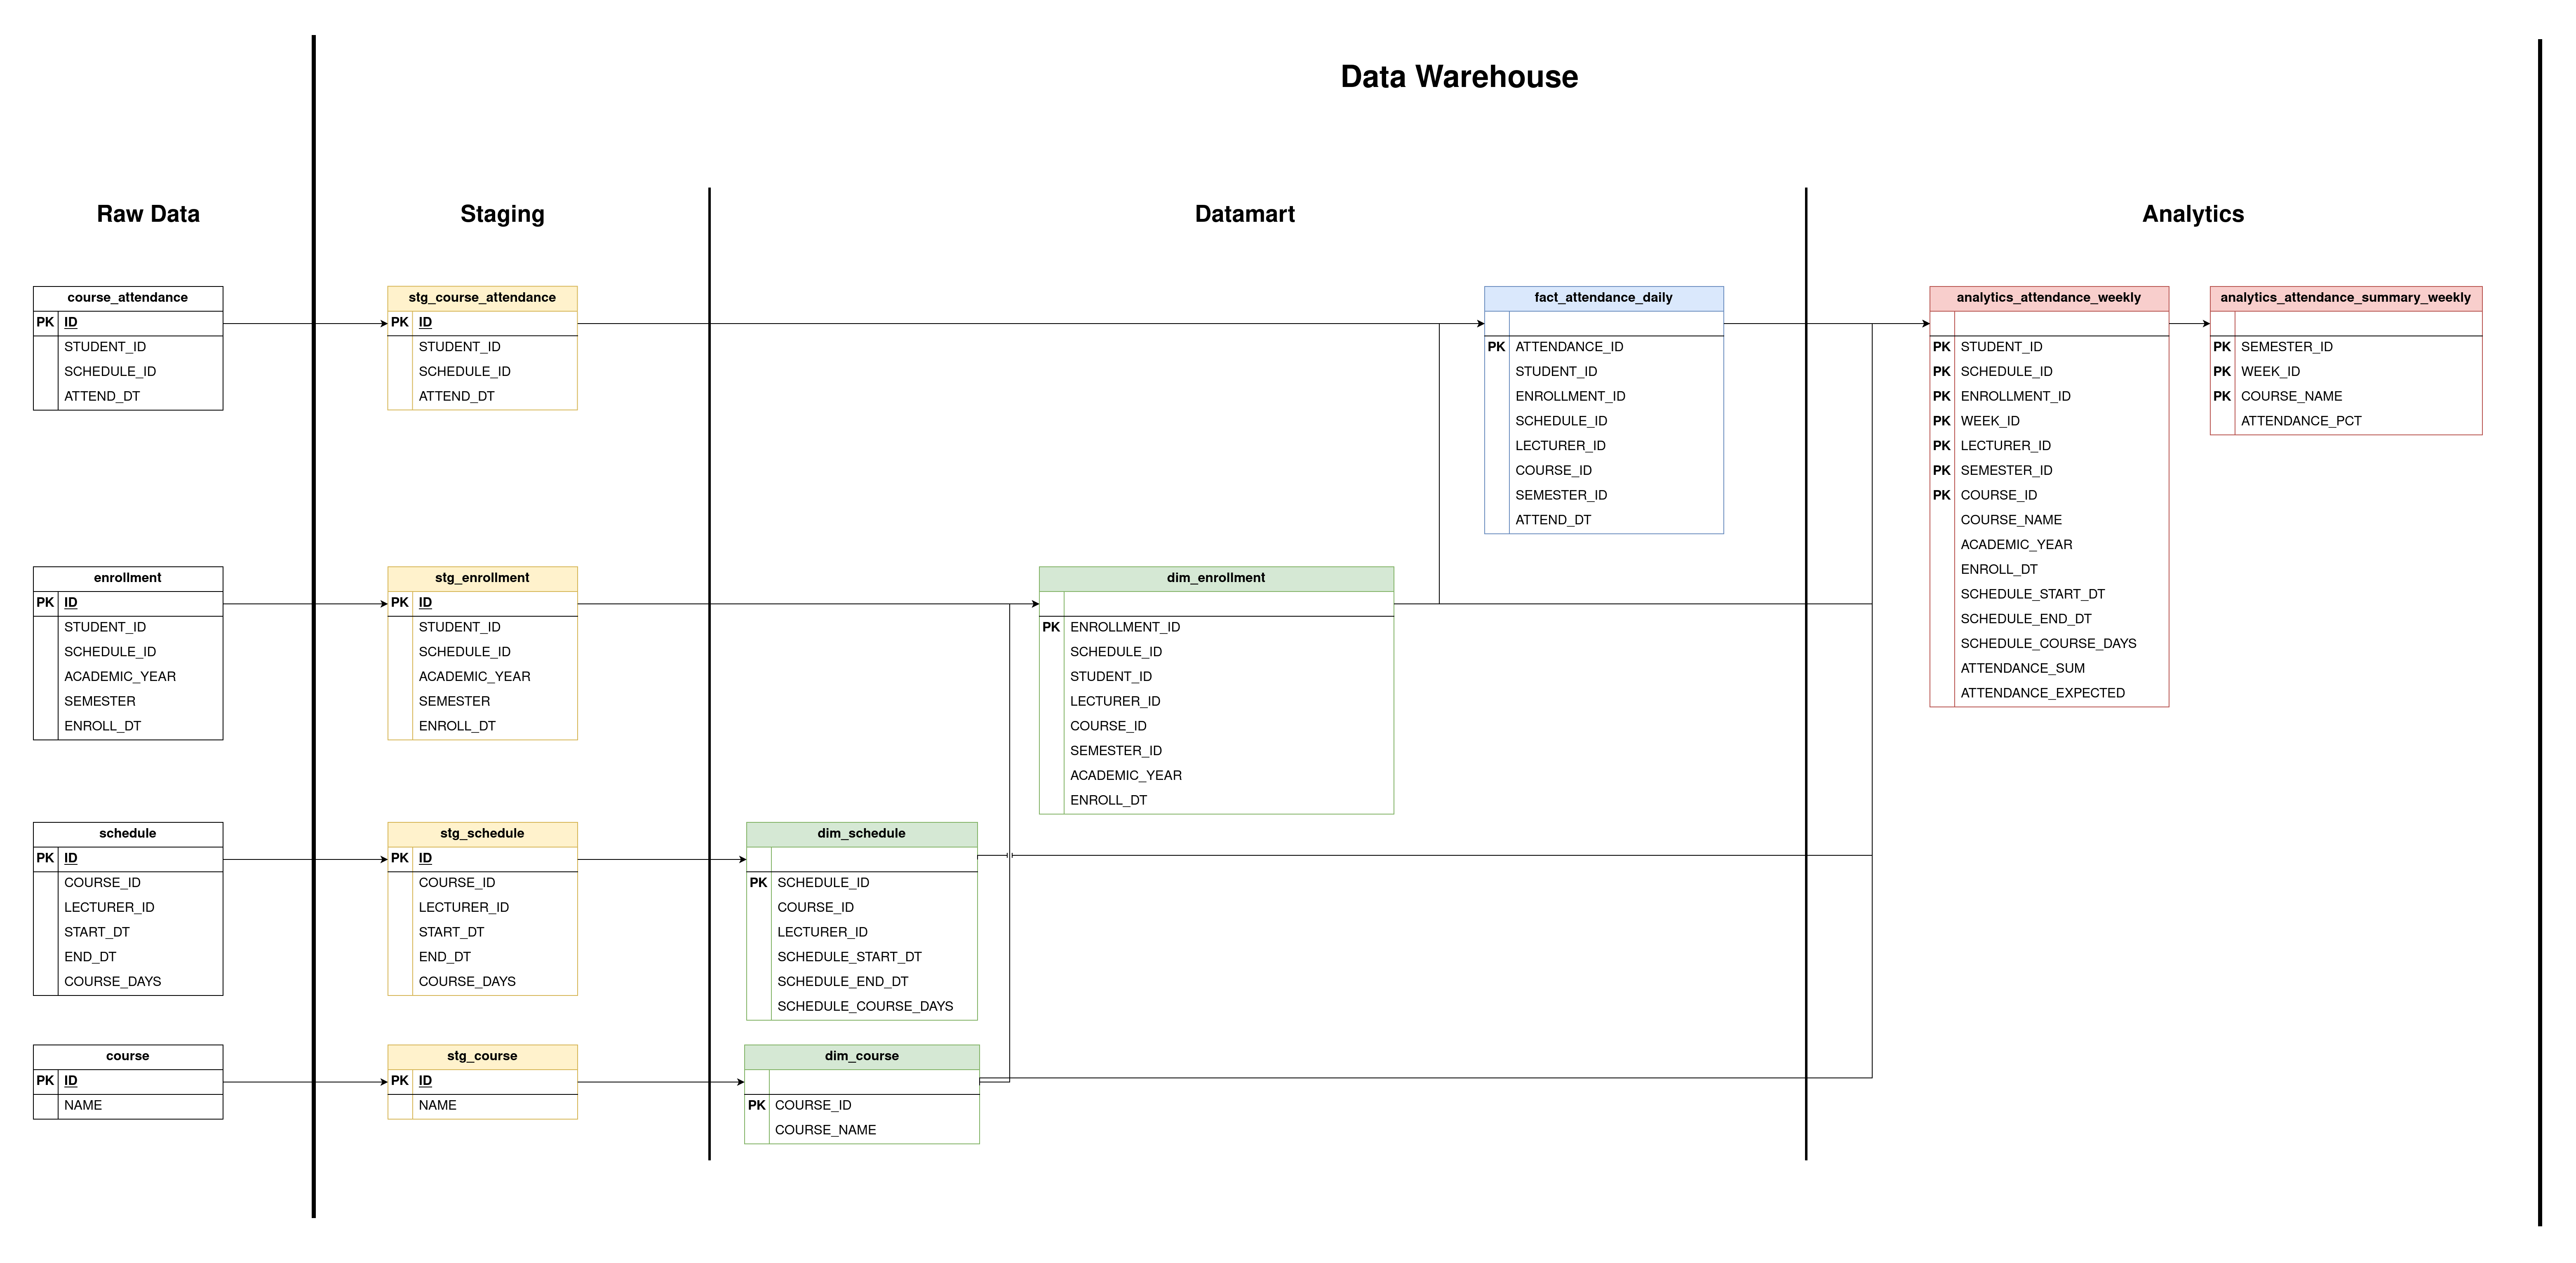 Data Warehouse
Raw Data
Staging
Datamart
Analytics
course_attendance
PK ID
STUDENT_ID
SCHEDULE_ID
ATTEND_DT
stg_course_attendance
PK ID
STUDENT_ID
SCHEDULE_ID
ATTEND_DT
fact_attendance_daily
PK ATTENDANCE_ID
STUDENT_ID
ENROLLMENT_ID
SCHEDULE_ID
LECTURER_ID
COURSE_ID
SEMESTER_ID
ATTEND_DT
analytics_attendance_weekly
PK STUDENT_ID
PK SCHEDULE_ID
PK ENROLLMENT_ID
PK WEEK_ID
PK LECTURER_ID
PK SEMESTER_ID
PK COURSE_ID
COURSE_NAME
ACADEMIC_YEAR
ENROLL_DT
SCHEDULE_START_DT
SCHEDULE_END_DT
SCHEDULE_COURSE_DAYS
ATTENDANCE_SUM
ATTENDANCE_EXPECTED
analytics_attendance_summary_weekly
PK SEMESTER_ID
PK WEEK_ID
PK COURSE_NAME
ATTENDANCE_PCT
enrollment
PK ID
STUDENT_ID
SCHEDULE_ID
ACADEMIC_YEAR
SEMESTER
ENROLL_DT
stg_enrollment
PK ID
STUDENT_ID
SCHEDULE_ID
ACADEMIC_YEAR
SEMESTER
ENROLL_DT
dim_enrollment
PK ENROLLMENT_ID
SCHEDULE_ID
STUDENT_ID
LECTURER_ID
COURSE_ID
SEMESTER_ID
ACADEMIC_YEAR
ENROLL_DT
schedule
PK ID
COURSE_ID
LECTURER_ID
START_DT
END_DT
COURSE_DAYS
stg_schedule
PK ID
COURSE_ID
LECTURER_ID
START_DT
END_DT
COURSE_DAYS
dim_schedule
PK SCHEDULE_ID
COURSE_ID
LECTURER_ID
SCHEDULE_START_DT
SCHEDULE_END_DT
SCHEDULE_COURSE_DAYS
course
PK ID
NAME
stg_course
PK ID
NAME
dim_course
PK COURSE_ID
COURSE_NAME